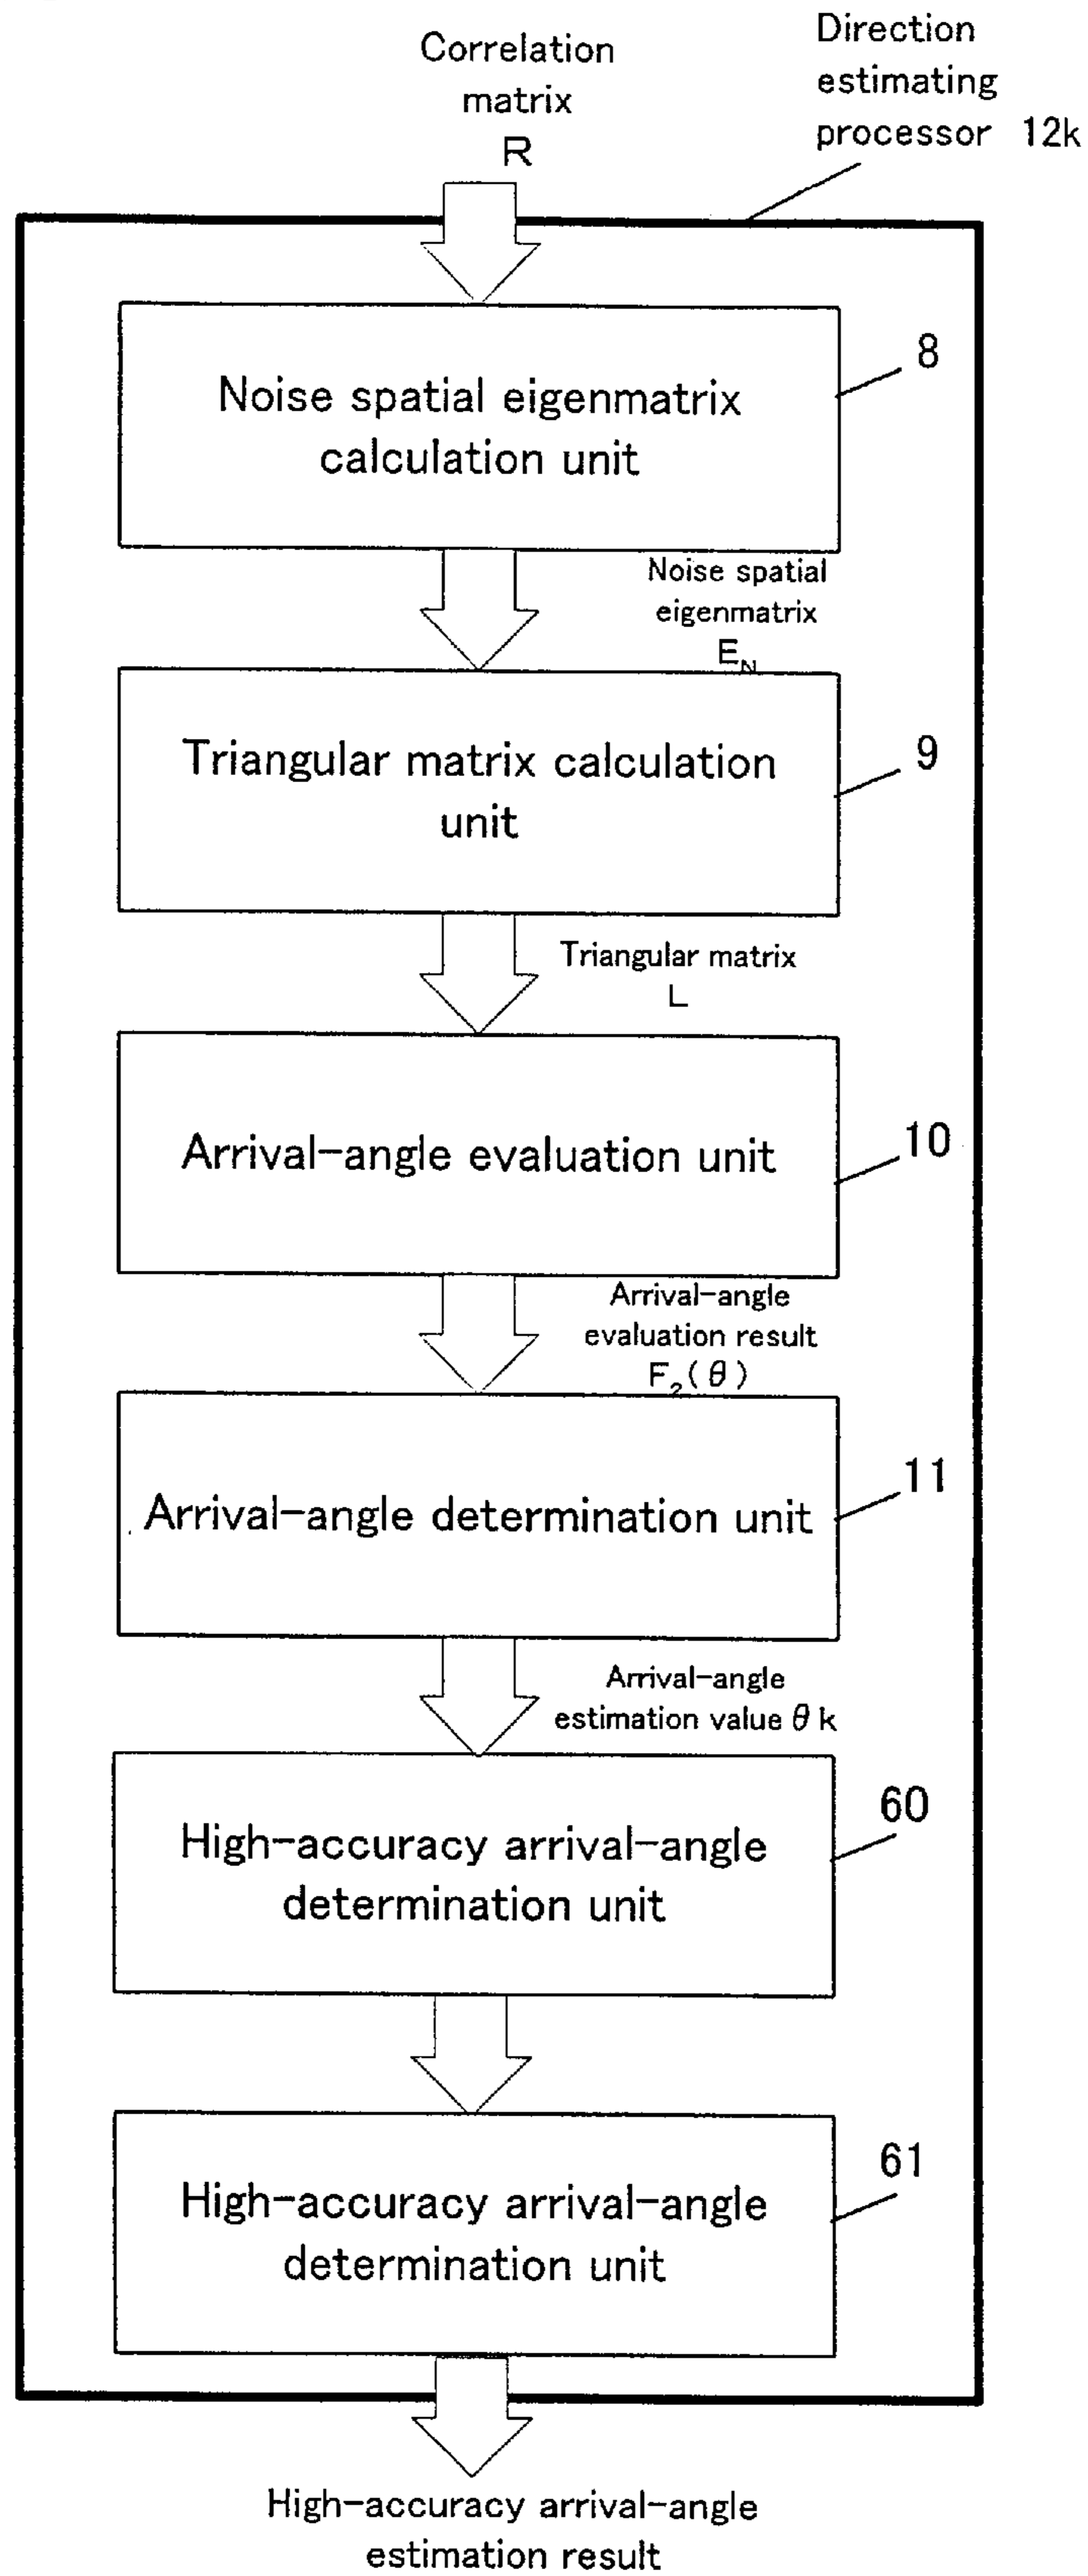 Correlation
matrix
R
Direction
estimating
processor 12k
8
Noise spatial eigenmatrix
calculation unit
Noise spatial
eigenmatrix
E_N
9
Triangular matrix calculation
unit
Triangular matrix
L
10
Arrival-angle evaluation unit
Arrival-angle
evaluation result
F₂(θ)
11
Arrival-angle determination unit
Arrival-angle
estimation value θk
60
High-accuracy arrival-angle
determination unit
61
High-accuracy arrival-angle
determination unit
High-accuracy arrival-angle
estimation result